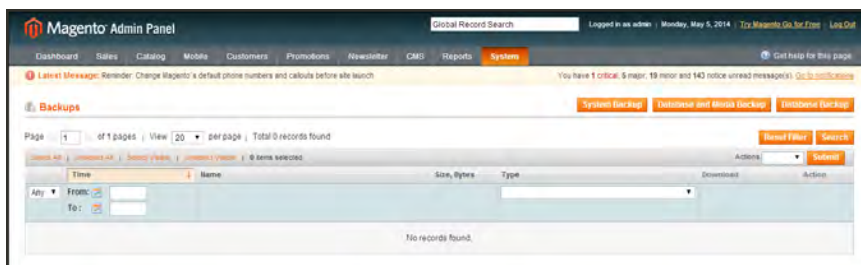 Magento Admin Panel
Global Record Search
Logged in as admin | Monday, May 5, 2014 | Try Magento Go for Free | Log Out
Dashboard Sales Catalog Mobile Customers Promotions Newsletter CMS Reports System
Get help for this page
Latest Message: Reminder: Change Magento's default phone numbers and callouts before site launch
You have 1 critical, 5 major, 19 minor and 143 notice unread message(s). Go to notifications
Backups
System Backup Database and Media Backup Database Backup
Page 1 of 1 pages | View 20 per page | Total 0 records found
Reset Filter Search
Select All | Unselect All | Select Visible | Unselect Visible | 0 items selected
Actions Submit
Time Name Size, Bytes Type Download Action
Any From:
To :
No records found.